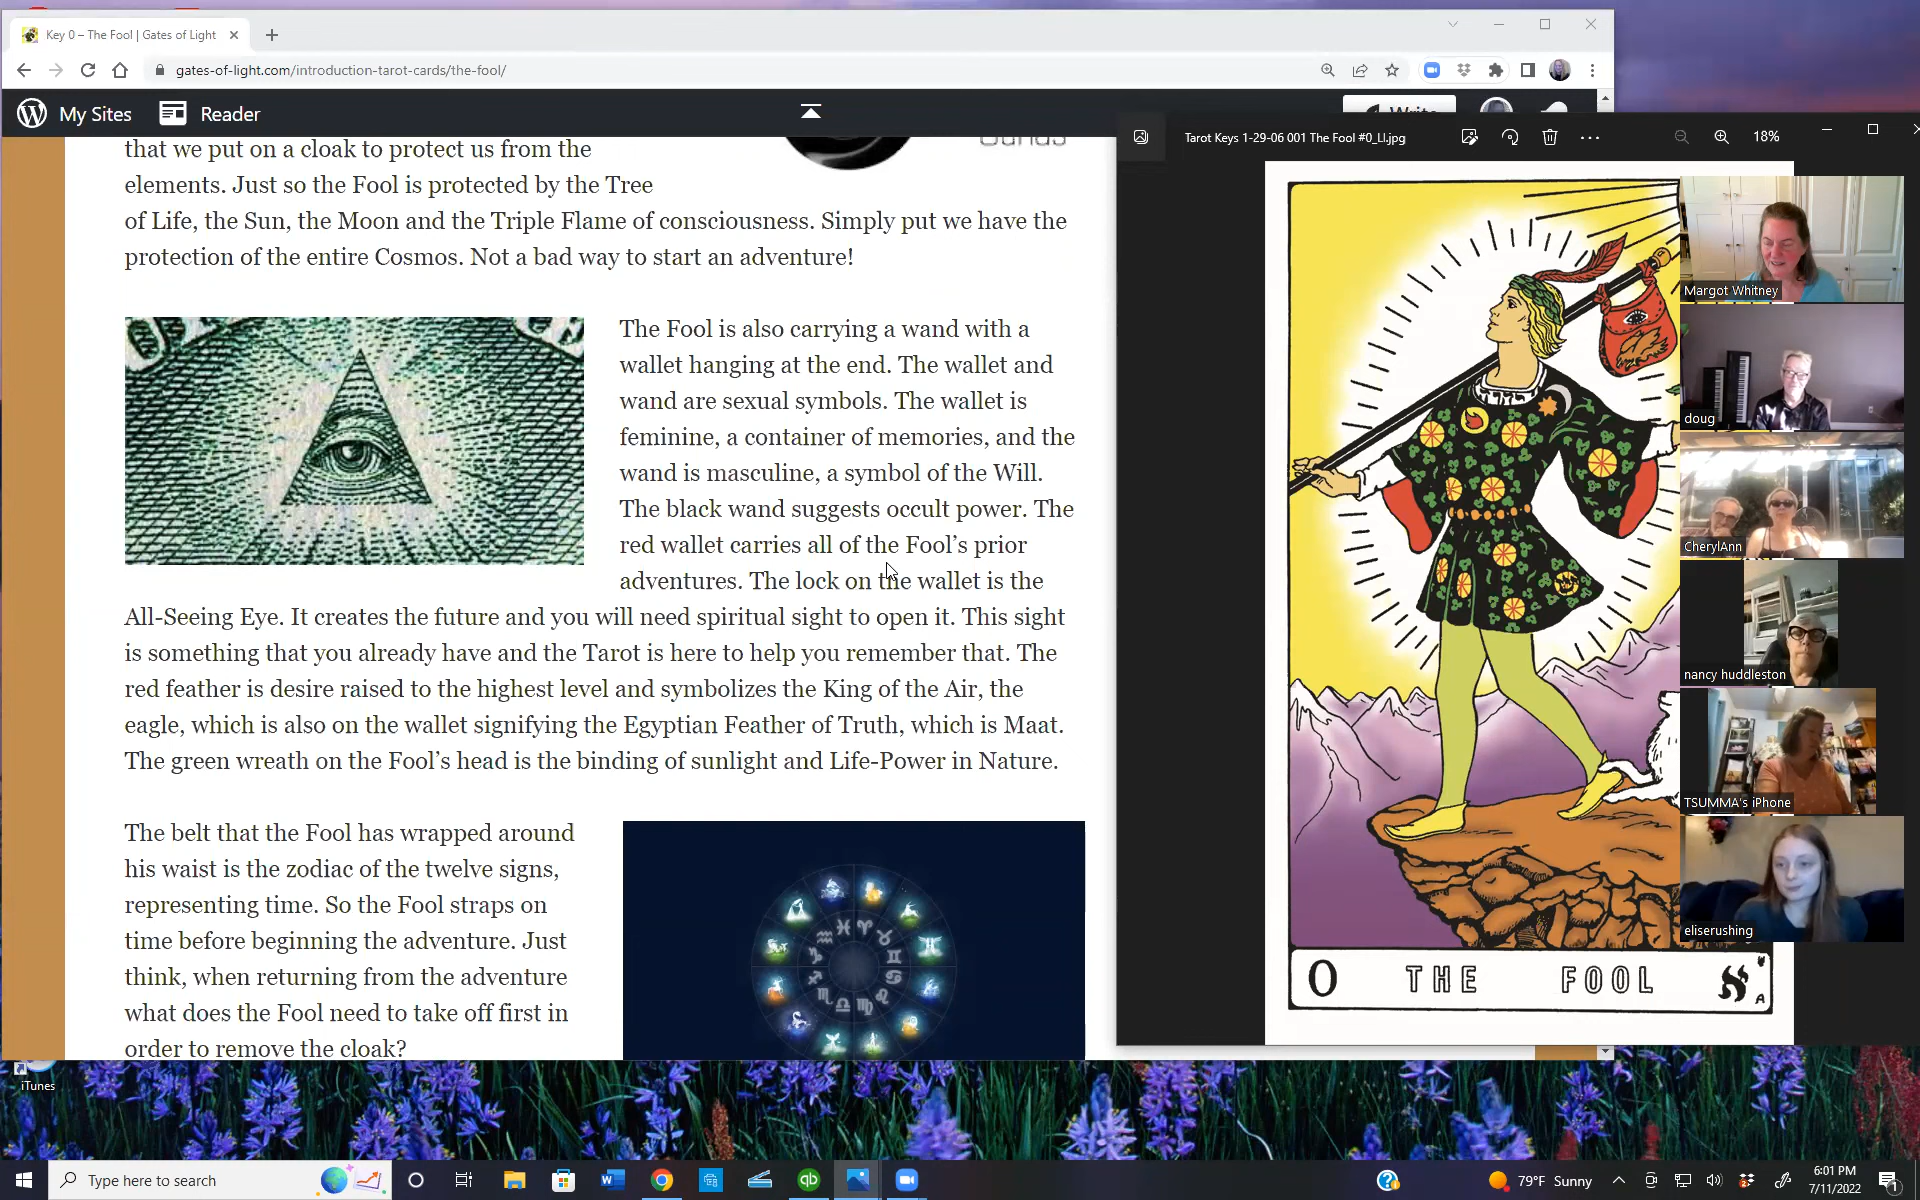 Key 0 – The Fool | Gates of Light
gates-of-light.com/introduction-tarot-cards/the-fool/
My Sites
Reader
Write
that we put on a cloak to protect us from the
elements. Just so the Fool is protected by the Tree
of Life, the Sun, the Moon and the Triple Flame of consciousness. Simply put we have the
protection of the entire Cosmos. Not a bad way to start an adventure!
The Fool is also carrying a wand with a
wallet hanging at the end. The wallet and
wand are sexual symbols. The wallet is
feminine, a container of memories, and the
wand is masculine, a symbol of the Will.
The black wand suggests occult power. The
red wallet carries all of the Fool’s prior
adventures. The lock on the wallet is the
All-Seeing Eye. It creates the future and you will need spiritual sight to open it. This sight
is something that you already have and the Tarot is here to help you remember that. The
red feather is desire raised to the highest level and symbolizes the King of the Air, the
eagle, which is also on the wallet signifying the Egyptian Feather of Truth, which is Maat.
The green wreath on the Fool’s head is the binding of sunlight and Life-Power in Nature.
The belt that the Fool has wrapped around
his waist is the zodiac of the twelve signs,
representing time. So the Fool straps on
time before beginning the adventure. Just
think, when returning from the adventure
what does the Fool need to take off first in
order to remove the cloak?
Tarot Keys 1-29-06 001 The Fool #0_LI.jpg
18%
Margot Whitney
doug
CherylAnn
nancy huddleston
TSUMMA's iPhone
eliserushing
0 THE FOOL א
A
iTunes
Type here to search
79°F Sunny
6:01 PM
7/11/2022
1